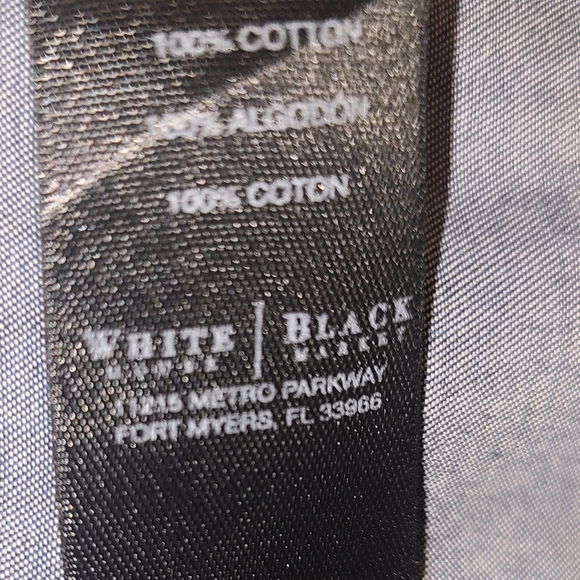 100% COTTON
100% ALGODÓN
100% COTON
WHITE | BLACK
HOUSE MARKET
11215 METRO PARKWAY
FORT MYERS, FL 33966